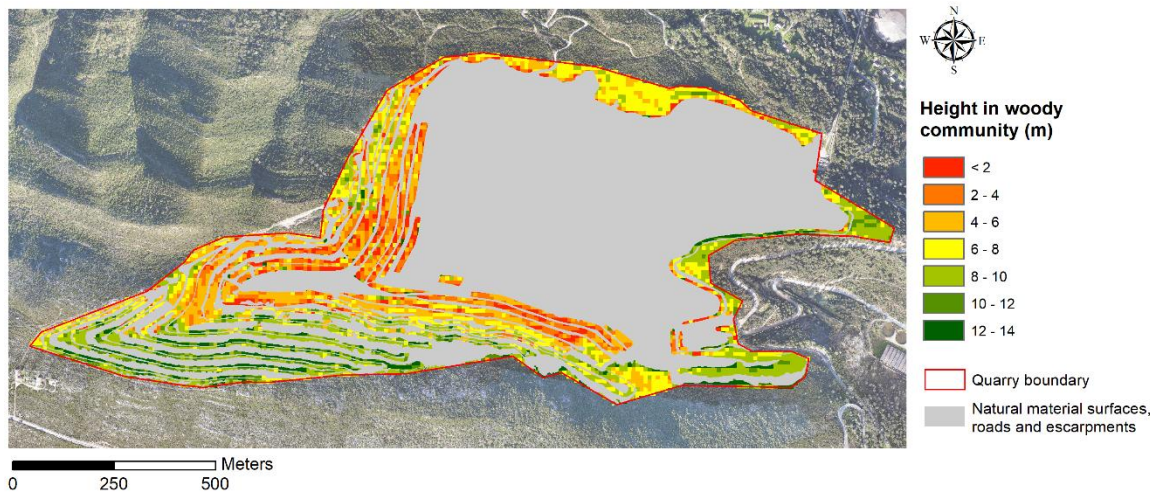 N
W E
S
Height in woody
community (m)
< 2
2 - 4
4 - 6
6 - 8
8 - 10
10 - 12
12 - 14
Quarry boundary
Natural material surfaces,
roads and escarpments
Meters
0 250 500